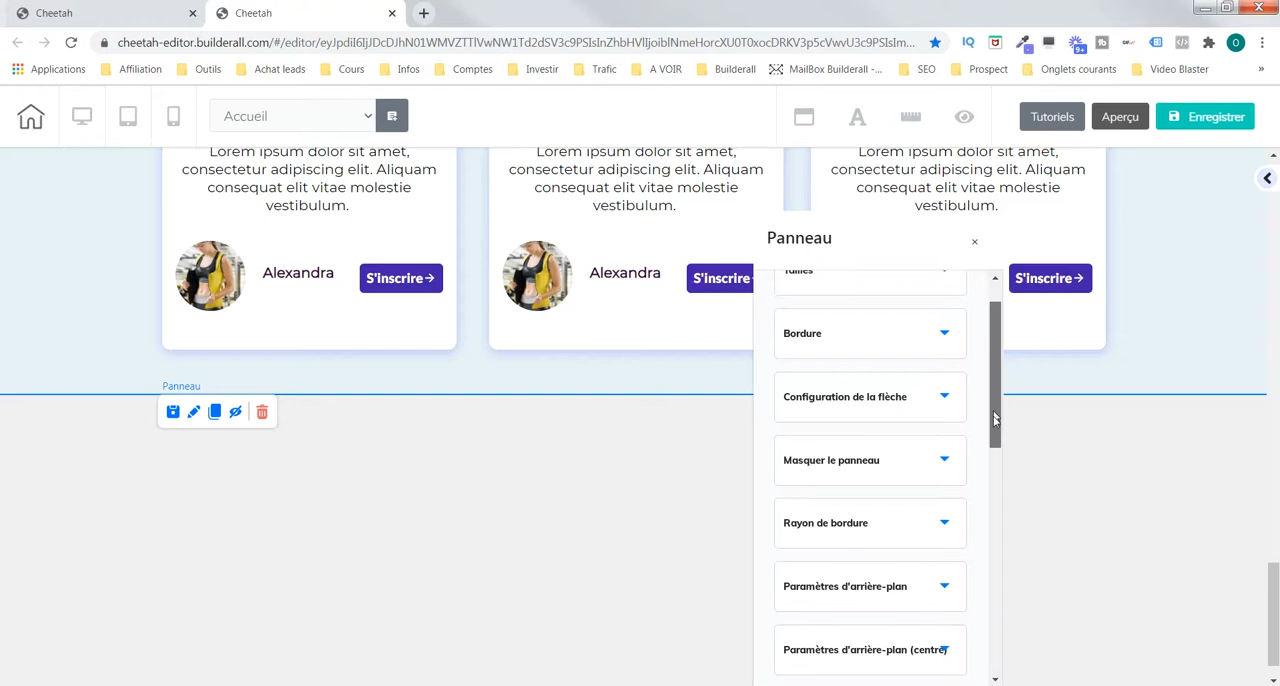 Cheetah
Cheetah
cheetah-editor.builderall.com/#/editor/
Applications Affiliation Outils Achat leads Cours Infos Comptes Investir Trafic A VOIR Builderall MailBox Builderall -... SEO Prospect Onglets courants Video Blaster »
Accueil
Tutoriels Aperçu Enregistrer
Lorem ipsum dolor sit amet,
consectetur adipiscing elit. Aliquam
consequat elit vitae molestie
vestibulum.
Alexandra S'inscrire→
Lorem ipsum dolor sit amet,
consectetur adipiscing elit. Aliquam
consequat elit vitae molestie
vestibulum.
Alexandra S'inscrire
Lorem ipsum dolor sit amet,
consectetur adipiscing elit. Aliquam
consequat elit vitae molestie
vestibulum.
S'inscrire→
Panneau
Panneau ×
Tailles
Bordure
Configuration de la flèche
Masquer le panneau
Rayon de bordure
Paramètres d'arrière-plan
Paramètres d'arrière-plan (centré)